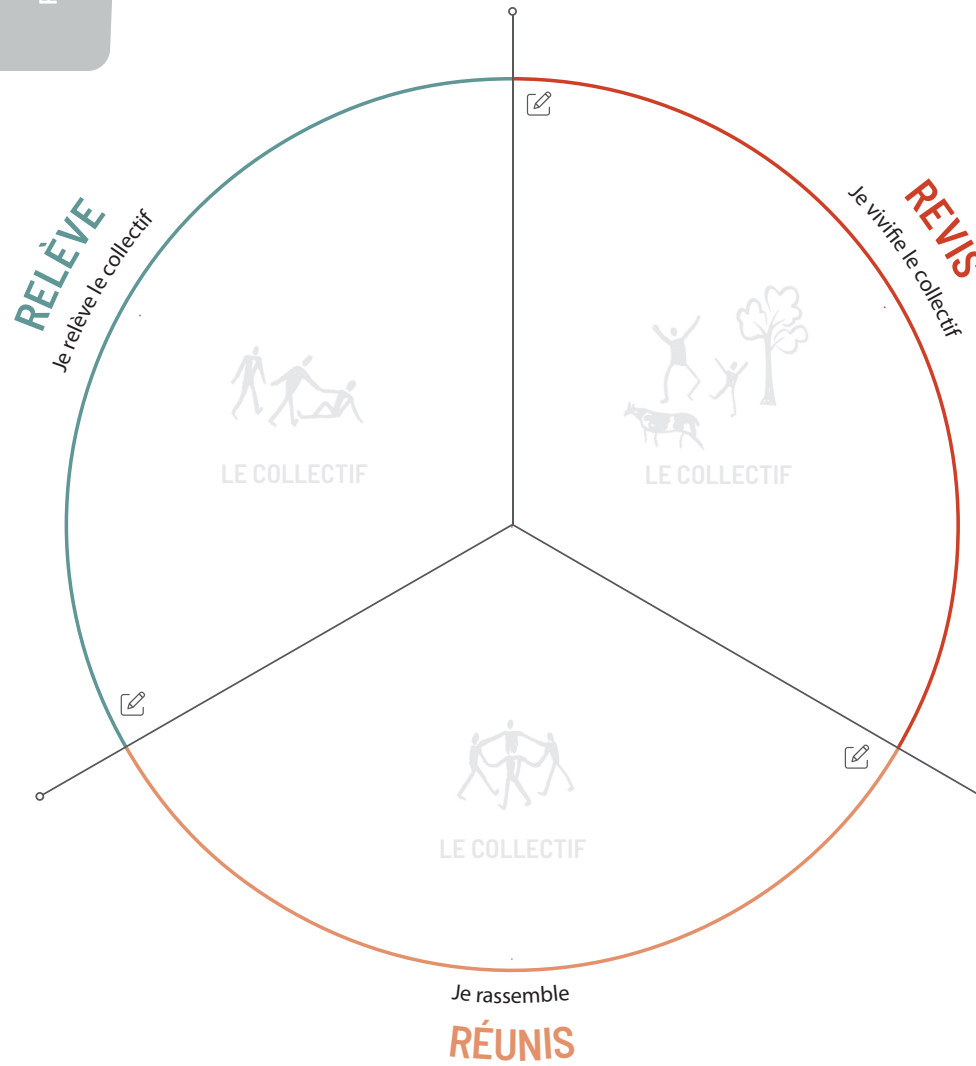 RELÈVE
Je relève le collectif
REVIS
Je vivifie le collectif
LE COLLECTIF
LE COLLECTIF
LE COLLECTIF
Je rassemble
RÉUNIS